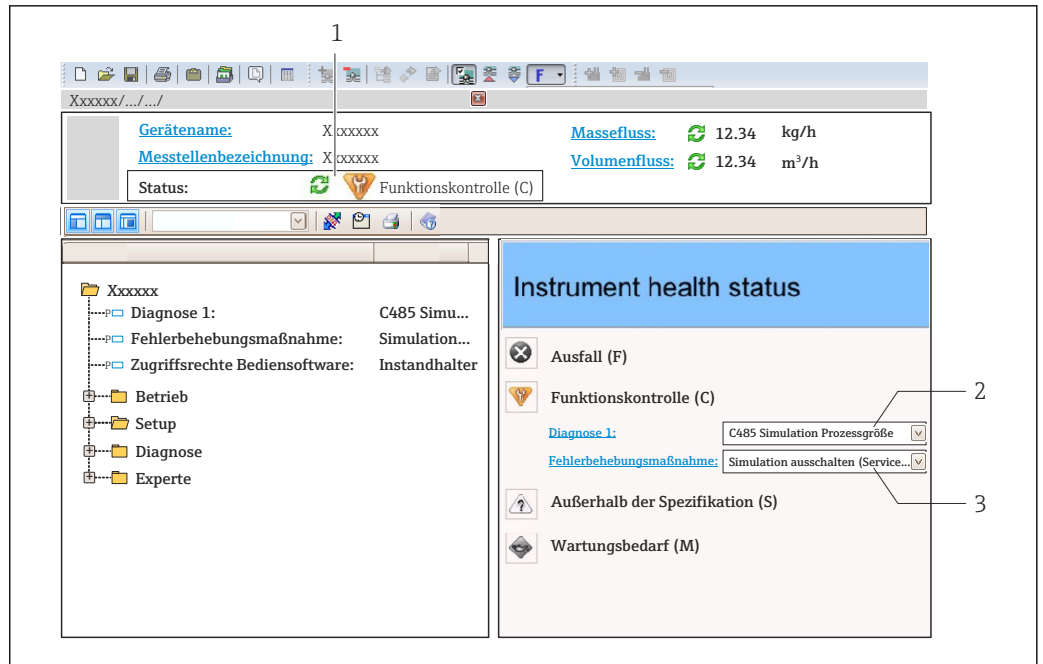 1
F
Xxxxxx/.../.../
Gerätename: Xxxxxxx Massefluss: 12.34 kg/h
Messstellenbezeichnung: Xxxxxxx Volumenfluss: 12.34 m³/h
Status: Funktionskontrolle (C)
Xxxxxx
Diagnose 1: C485 Simu...
Fehlerbehebungsmaßnahme: Simulation...
Zugriffsrechte Bediensoftware: Instandhalter
Betrieb
Setup
Diagnose
Experte
Instrument health status
Ausfall (F)
Funktionskontrolle (C)
2
Diagnose 1: C485 Simulation Prozessgröße
Fehlerbehebungsmaßnahme: Simulation ausschalten (Service...
Außerhalb der Spezifikation (S)
3
Wartungsbedarf (M)